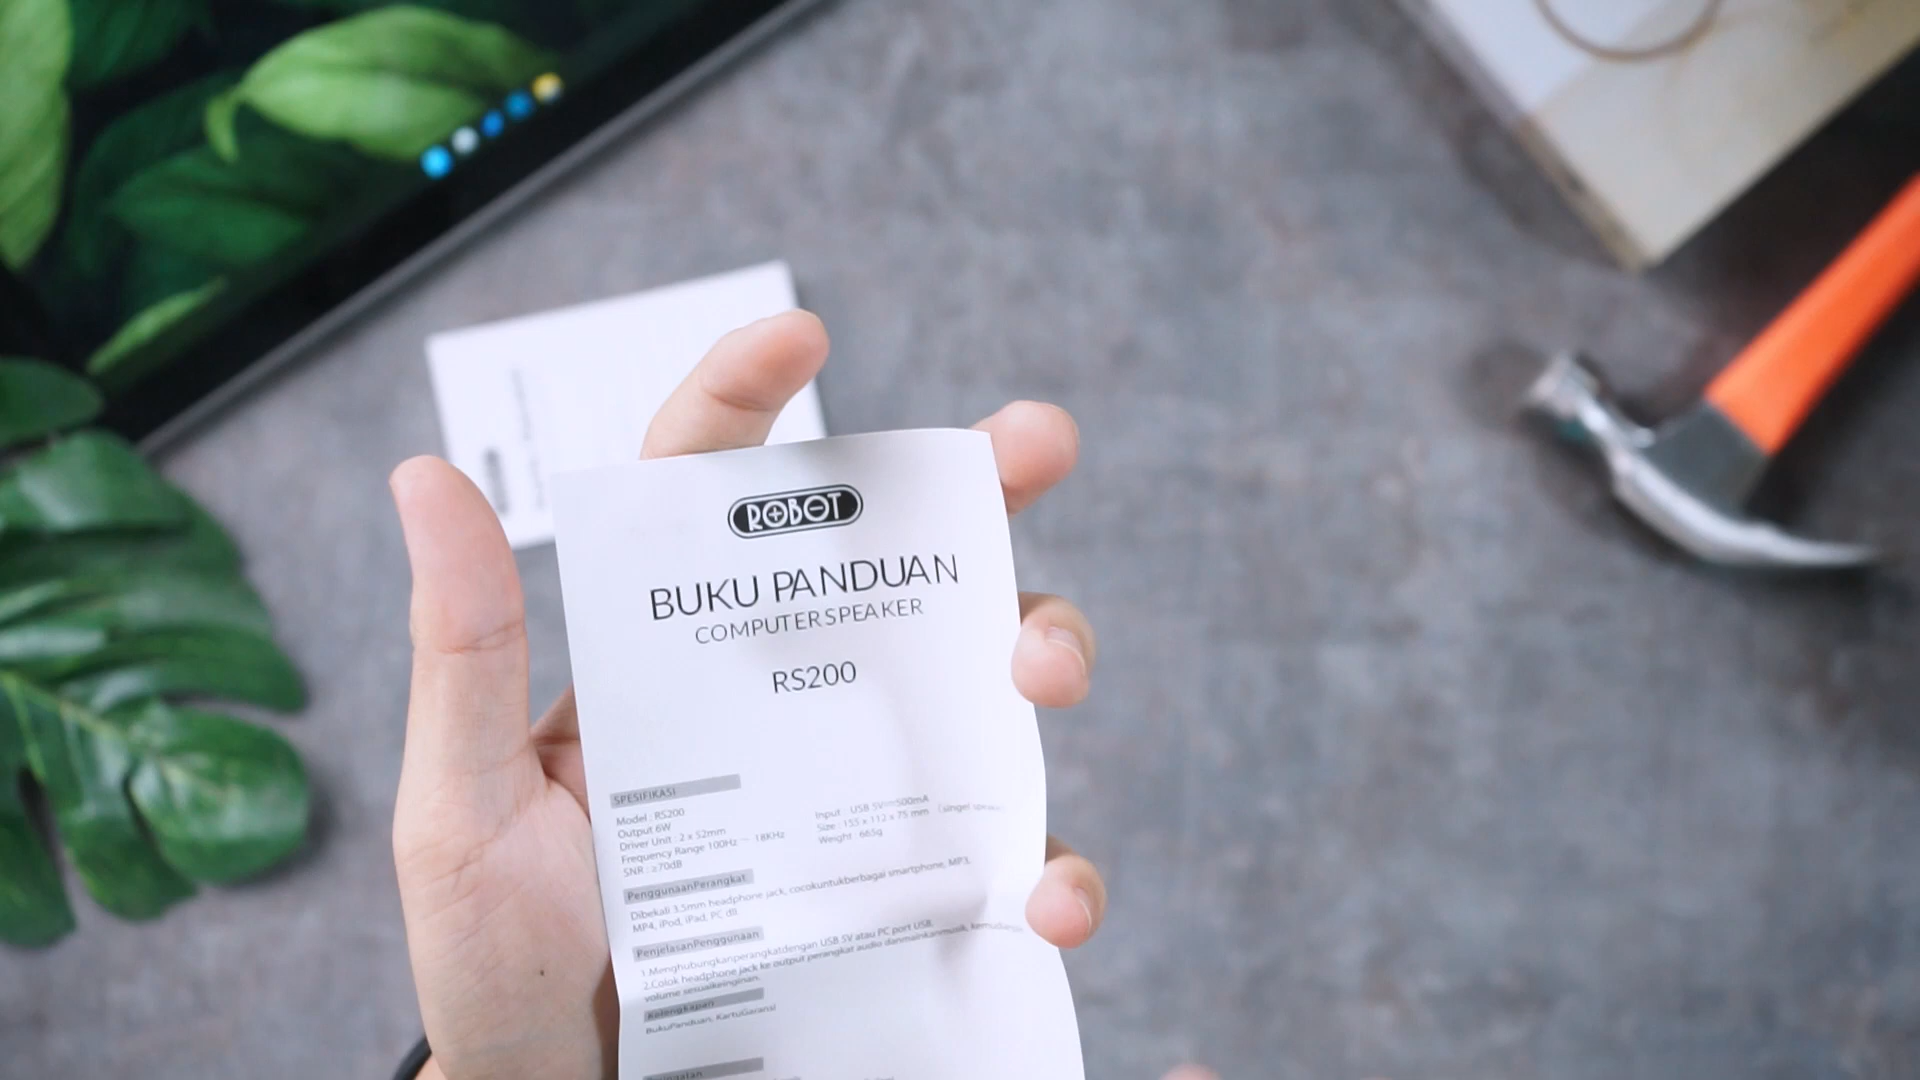 ROBOT
BUKU PANDUAN
COMPUTER SPEAKER
RS200
SPESIFIKASI
Model : RS200
Output 6W
Driver Unit : 2 x 52mm
Frequency Range 100Hz — 18KHz
SNR : ≥70dB
Input : USB 5V⎓500mA
Size : 155 x 112 x 75 mm (singel
Weight : 665g
PenggunaanPerangkat
Dibekali 3.5mm headphone jack, cocokuntukberbagai smartphone, MP3,
MP4, iPod, iPad, PC dll.
PenjelasanPenggunaan
1.Menghubungkanperangkatdengan USB 5V atau PC port USB.
2.Colok headphone jack ke output perangkat audio danmainkanmusik, kemudian
volume sesuaikeinginan.
Kelengkapan
BukuPanduan, KartuGaransi